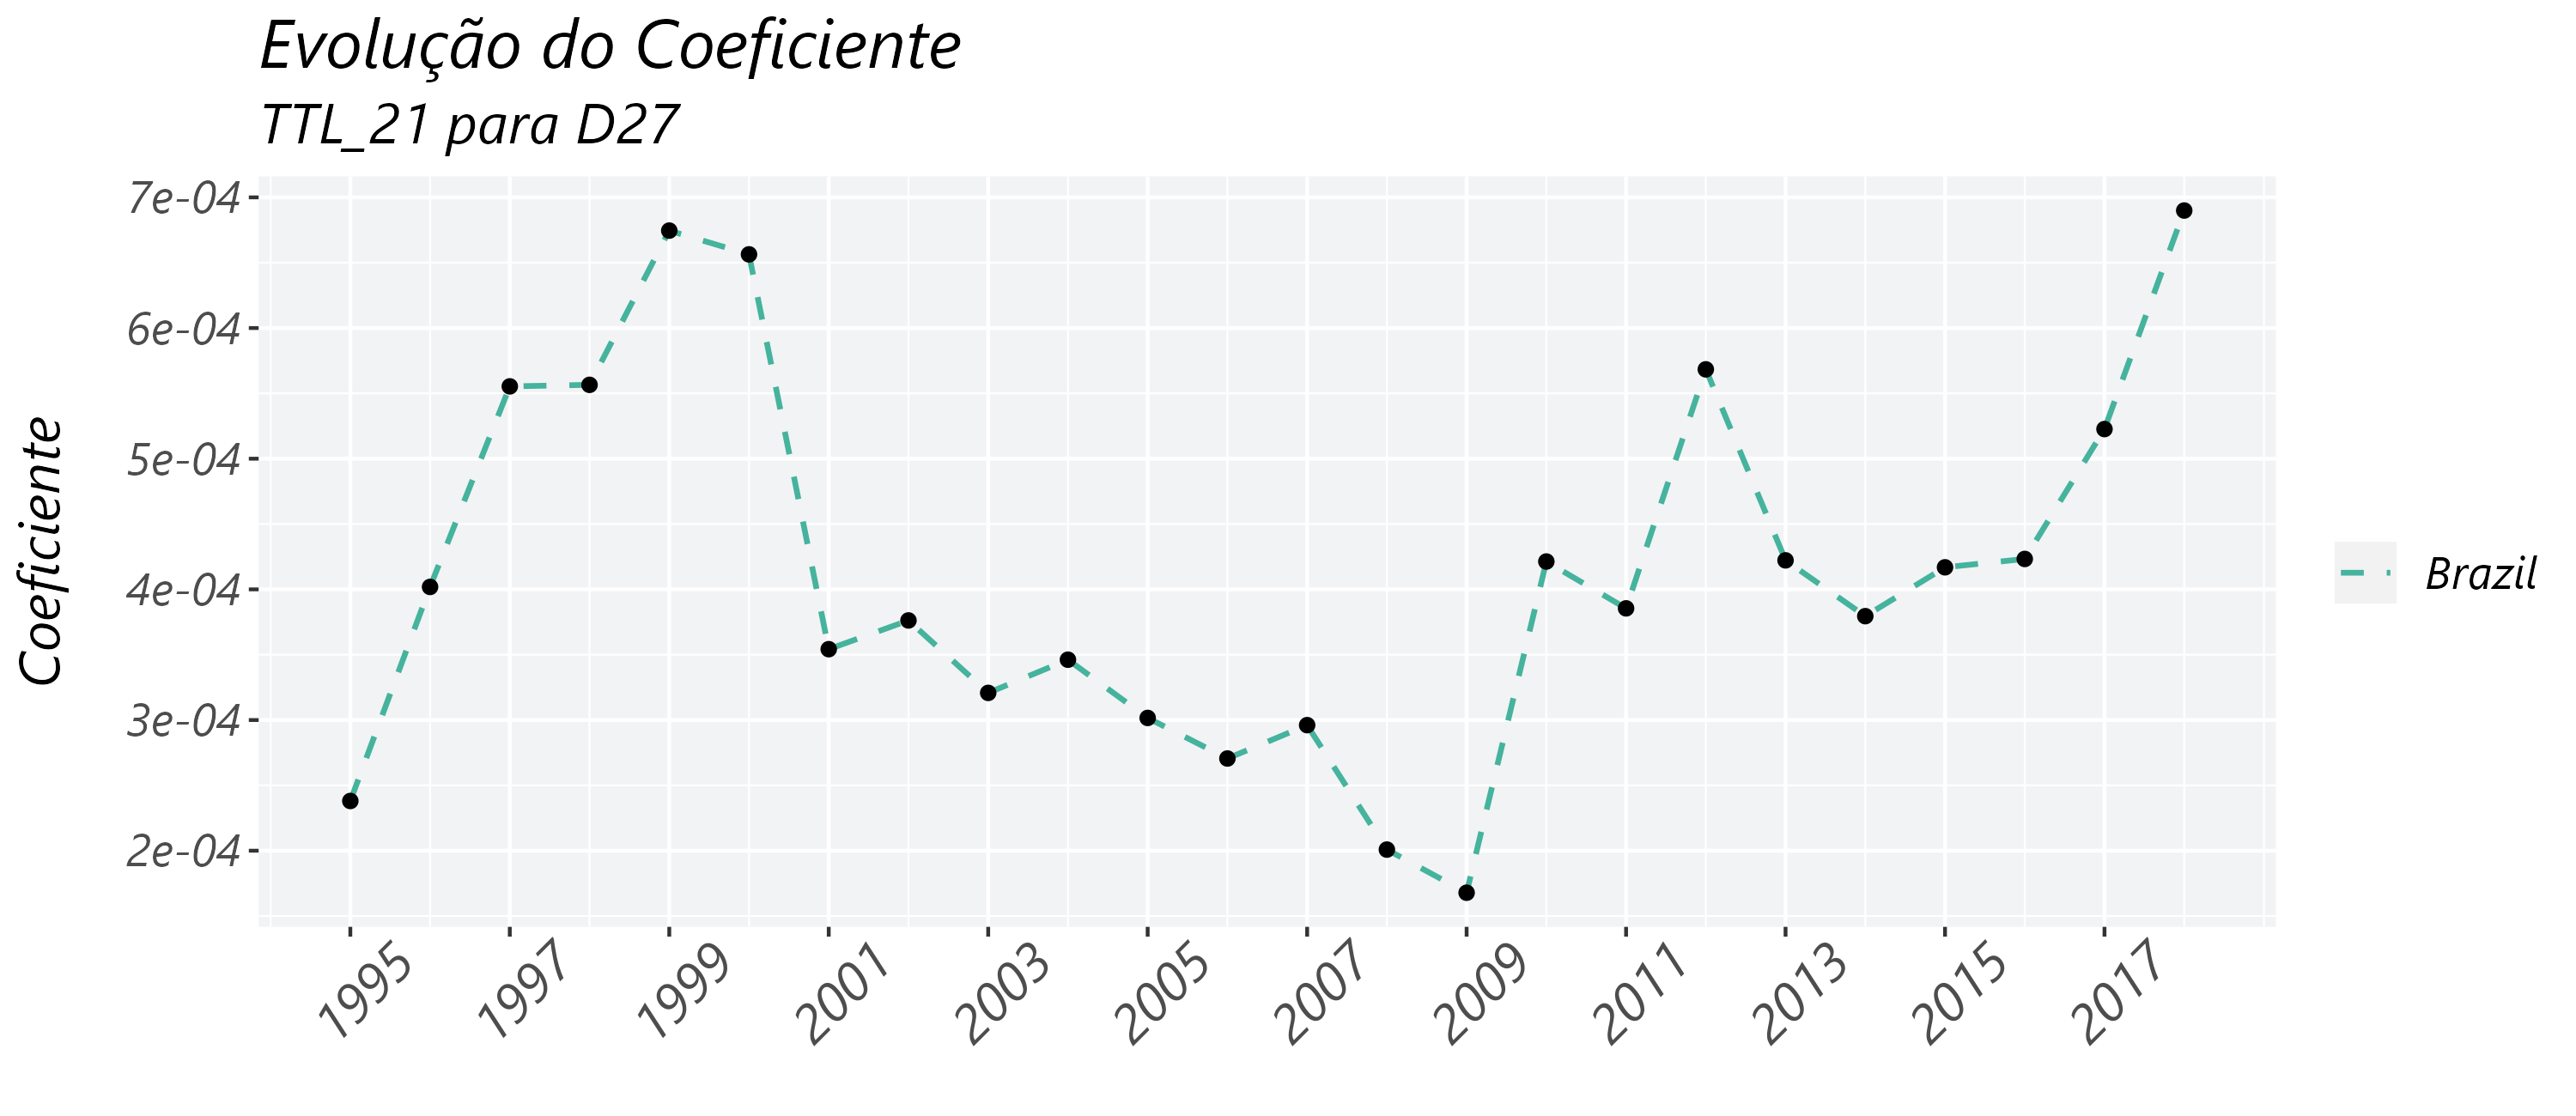 Evolução do Coeficiente
TTL_21 para D27
Coeficiente
7e-04
6e-04
5e-04
4e-04
3e-04
2e-04
1995
1997
1999
2001
2003
2005
2007
2009
2011
2013
2015
2017
Brazil